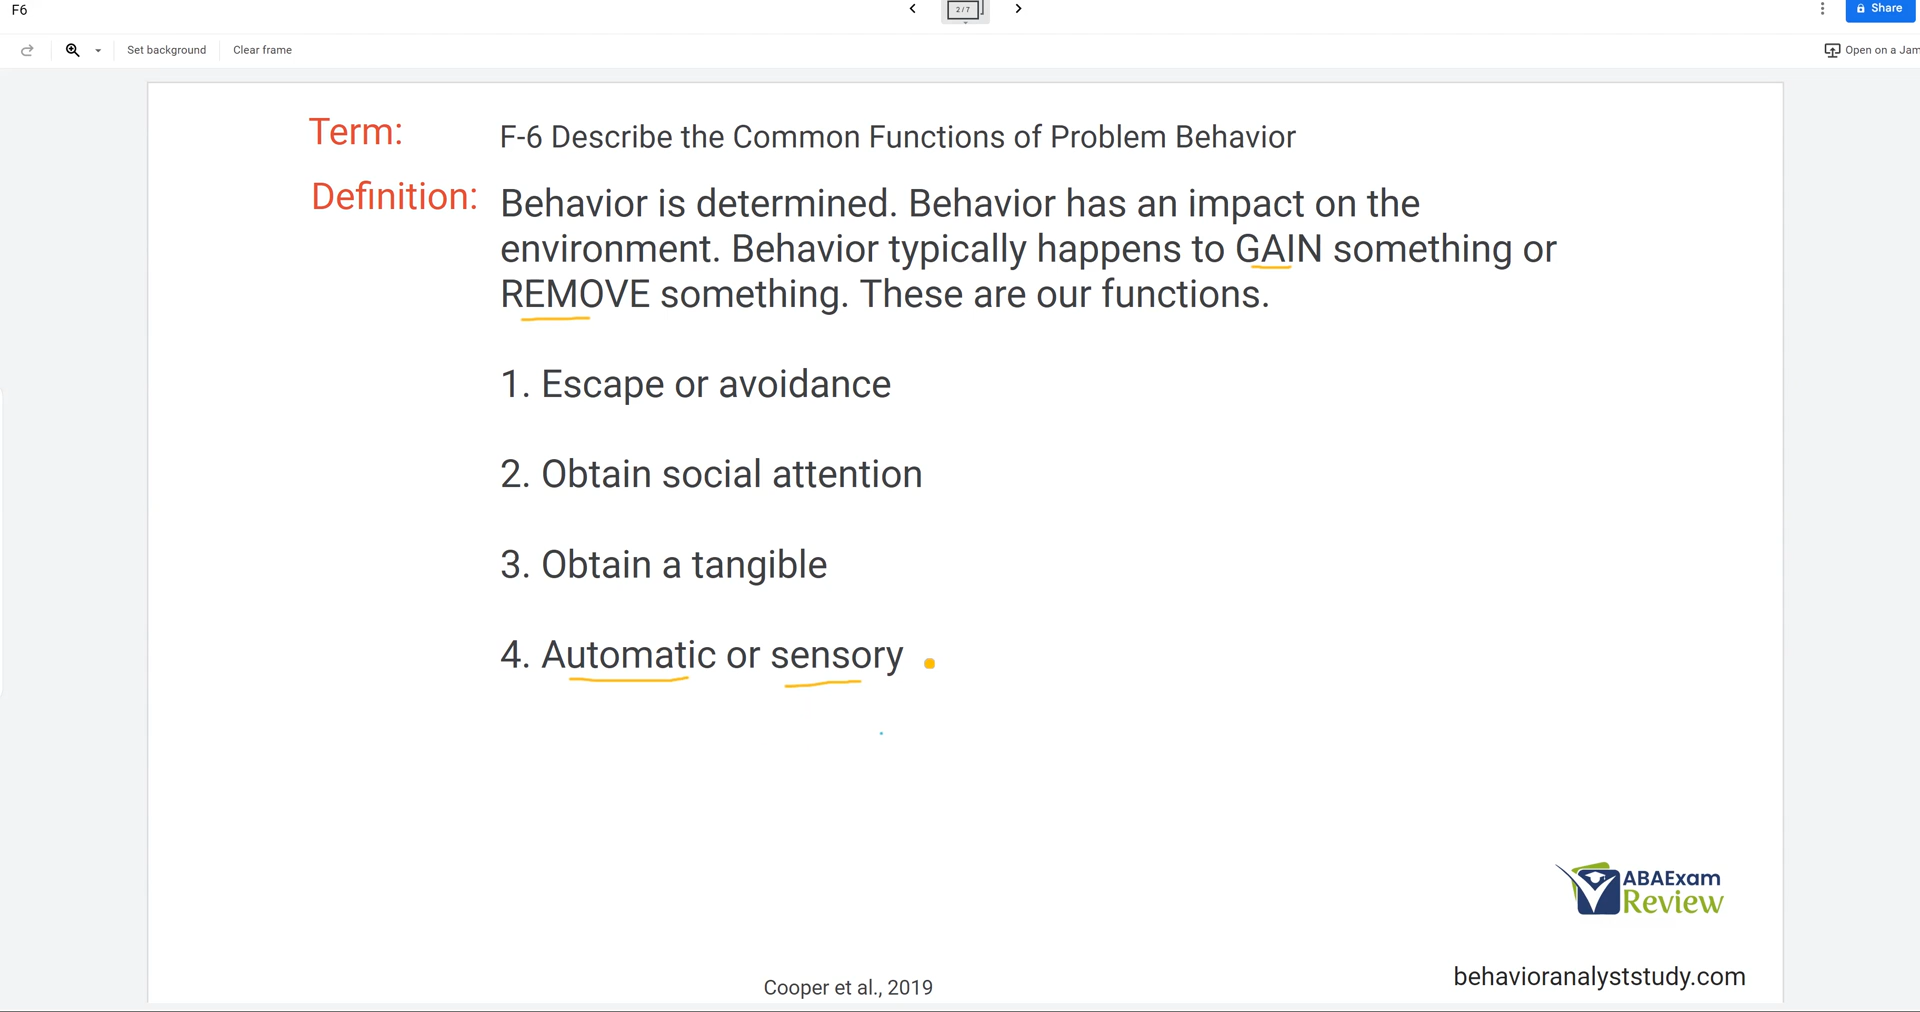 F6
2 / 7
Share
Set background
Clear frame
Open on a Jam
Term: F-6 Describe the Common Functions of Problem Behavior
Definition: Behavior is determined. Behavior has an impact on the
environment. Behavior typically happens to GAIN something or
REMOVE something. These are our functions.
1. Escape or avoidance
2. Obtain social attention
3. Obtain a tangible
4. Automatic or sensory
ABAExam
Review
behavioranalyststudy.com
Cooper et al., 2019